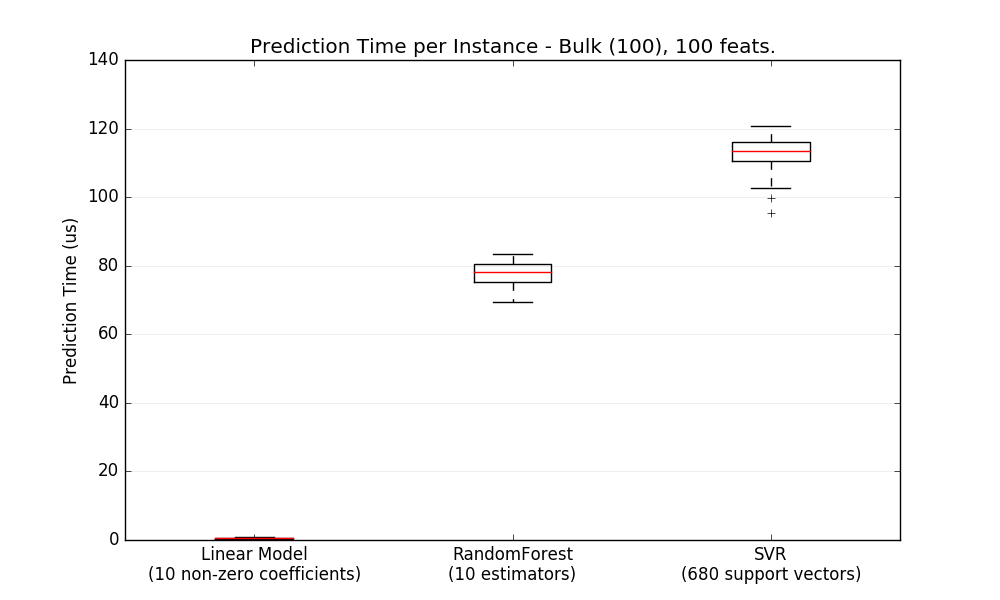 Prediction Time per Instance - Bulk (100), 100 feats.
140
120
100
80
60
40
20
0
Prediction Time (us)
Linear Model
(10 non-zero coefficients)
RandomForest
(10 estimators)
SVR
(680 support vectors)